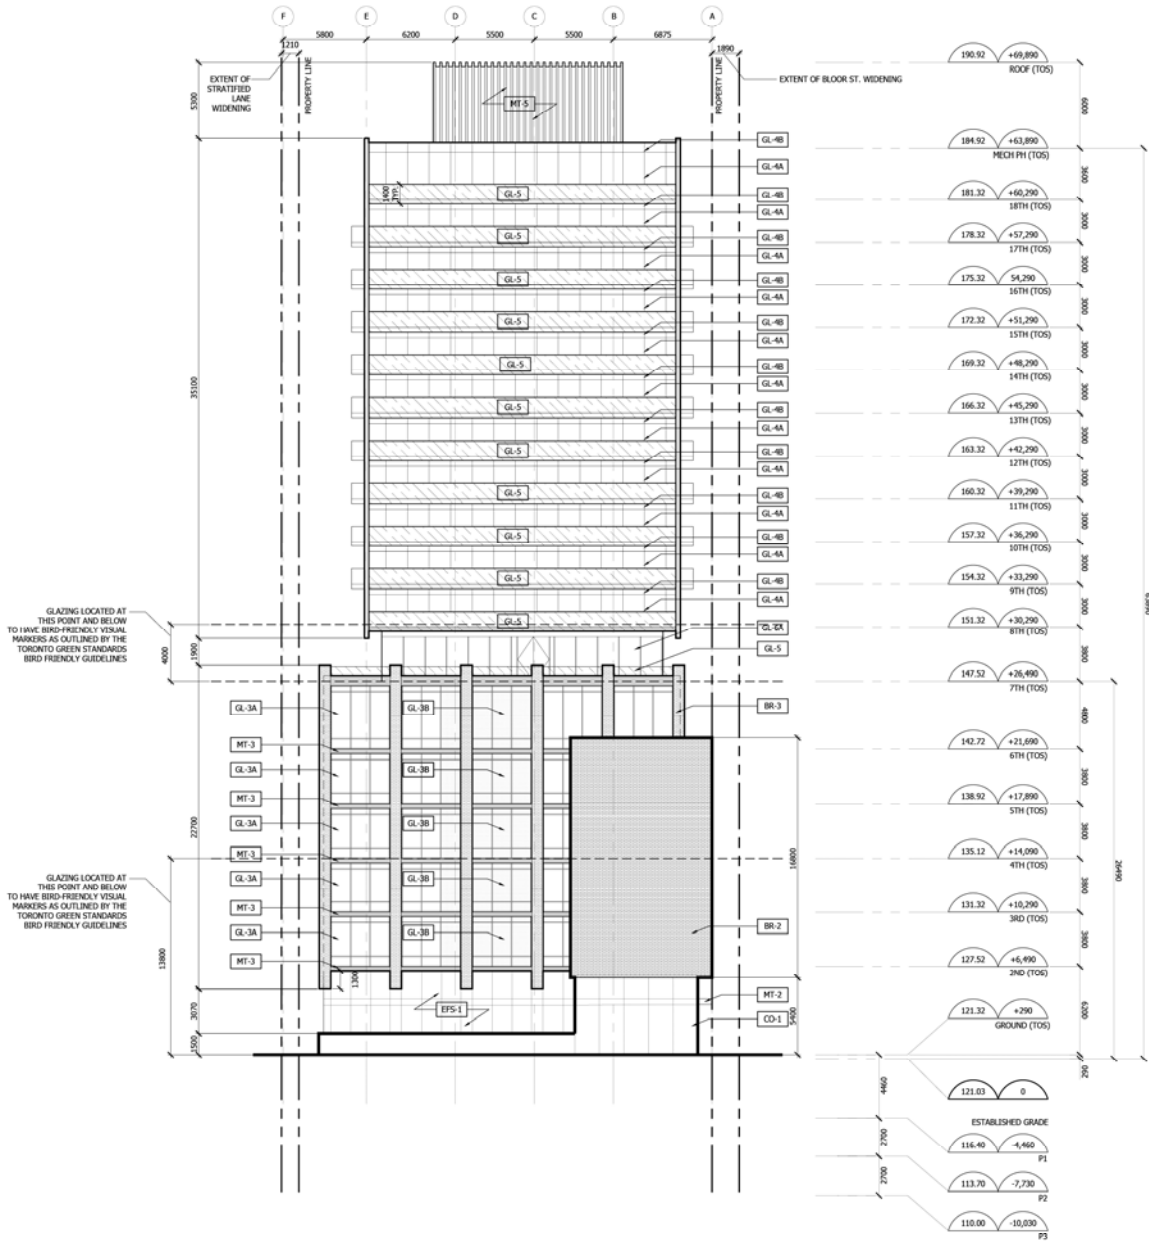 F E D C B A
5800 6200 5500 5500 6875
1210 1890
EXTENT OF
STRATIFIED
LANE
WIDENING
PROPERTY LINE
PROPERTY LINE
EXTENT OF BLOOR ST. WIDENING
190.92 +69,890
ROOF (TOS)
5300
MT-5
6000
GL-4B
184.92 +63,890
MECH PH (TOS)
GL-4A
3600
1400
TYP.
GL-5
GL-4B
181.32 +60,290
18TH (TOS)
GL-4A
3000
GL-5
GL-4B
178.32 +57,290
17TH (TOS)
GL-4A
3000
GL-5
GL-4B
175.32 54,290
16TH (TOS)
GL-4A
3000
GL-5
GL-4B
172.32 +51,290
15TH (TOS)
GL-4A
3000
GL-5
GL-4B
169.32 +48,290
14TH (TOS)
35100
GL-4A
3000
GL-5
GL-4B
166.32 +45,290
13TH (TOS)
GL-4A
3000
GL-5
GL-4B
163.32 +42,290
12TH (TOS)
GL-4A
3000
GL-5
GL-4B
160.32 +39,290
11TH (TOS)
GL-4A
3000
GL-5
GL-4B
157.32 +36,290
10TH (TOS)
GL-4A
3000
GL-5
GL-4B
154.32 +33,290
9TH (TOS)
GL-4A
3000
GLAZING LOCATED AT
THIS POINT AND BELOW
TO HAVE BIRD-FRIENDLY VISUAL
MARKERS AS OUTLINED BY THE
TORONTO GREEN STANDARDS
BIRD FRIENDLY GUIDELINES
GL-5
151.32 +30,290
8TH (TOS)
4000
1900
GL-5
3800
147.52 +26,490
7TH (TOS)
GL-3A GL-3B BR-3
4800
MT-3
142.72 +21,690
6TH (TOS)
GL-3A GL-3B
3800
MT-3
138.92 +17,890
5TH (TOS)
22700
GL-3A GL-3B
3800
MT-3
16800
135.12 +14,090
4TH (TOS)
26490
GLAZING LOCATED AT
THIS POINT AND BELOW
TO HAVE BIRD-FRIENDLY VISUAL
MARKERS AS OUTLINED BY THE
TORONTO GREEN STANDARDS
BIRD FRIENDLY GUIDELINES
GL-3A GL-3B
3800
MT-3
131.32 +10,290
3RD (TOS)
GL-3A GL-3B BR-2
3800
13800
MT-3
127.52 +6,490
2ND (TOS)
1300
MT-2
3070
EFS-1
CO-1
5400
6200
121.32 +290
GROUND (TOS)
1500
290
4460
121.03 0
ESTABLISHED GRADE
2700
116.40 -4,460
P1
2700
113.70 -7,730
P2
110.00 -10,030
P3